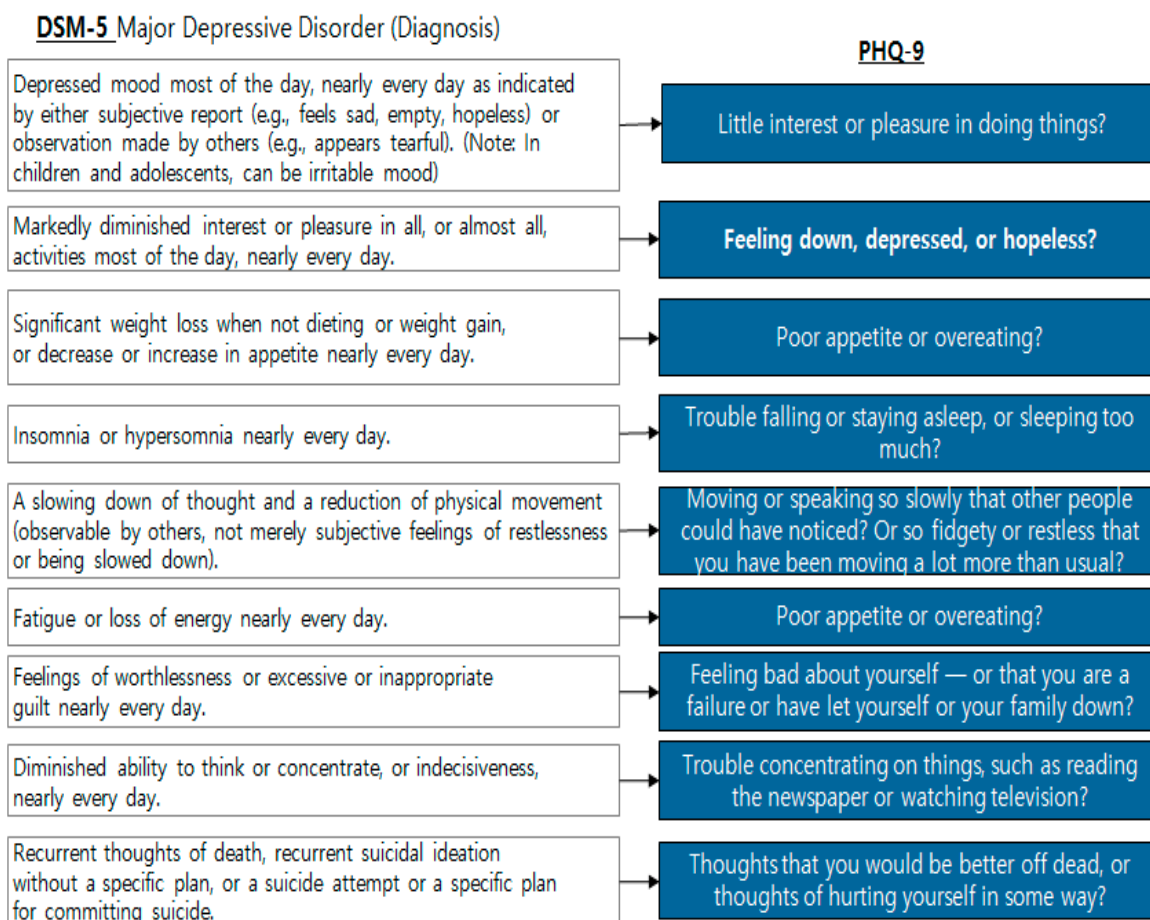 DSM-5 Major Depressive Disorder (Diagnosis)
PHQ-9
Depressed mood most of the day, nearly every day as indicated
by either subjective report (e.g., feels sad, empty, hopeless) or
observation made by others (e.g., appears tearful). (Note: In
children and adolescents, can be irritable mood)
Little interest or pleasure in doing things?
Markedly diminished interest or pleasure in all, or almost all,
activities most of the day, nearly every day.
Feeling down, depressed, or hopeless?
Significant weight loss when not dieting or weight gain,
or decrease or increase in appetite nearly every day.
Poor appetite or overeating?
Insomnia or hypersomnia nearly every day.
Trouble falling or staying asleep, or sleeping too
much?
A slowing down of thought and a reduction of physical movement
(observable by others, not merely subjective feelings of restlessness
or being slowed down).
Moving or speaking so slowly that other people
could have noticed? Or so fidgety or restless that
you have been moving a lot more than usual?
Fatigue or loss of energy nearly every day.
Poor appetite or overeating?
Feelings of worthlessness or excessive or inappropriate
guilt nearly every day.
Feeling bad about yourself — or that you are a
failure or have let yourself or your family down?
Diminished ability to think or concentrate, or indecisiveness,
nearly every day.
Trouble concentrating on things, such as reading
the newspaper or watching television?
Recurrent thoughts of death, recurrent suicidal ideation
without a specific plan, or a suicide attempt or a specific plan
for committing suicide.
Thoughts that you would be better off dead, or
thoughts of hurting yourself in some way?